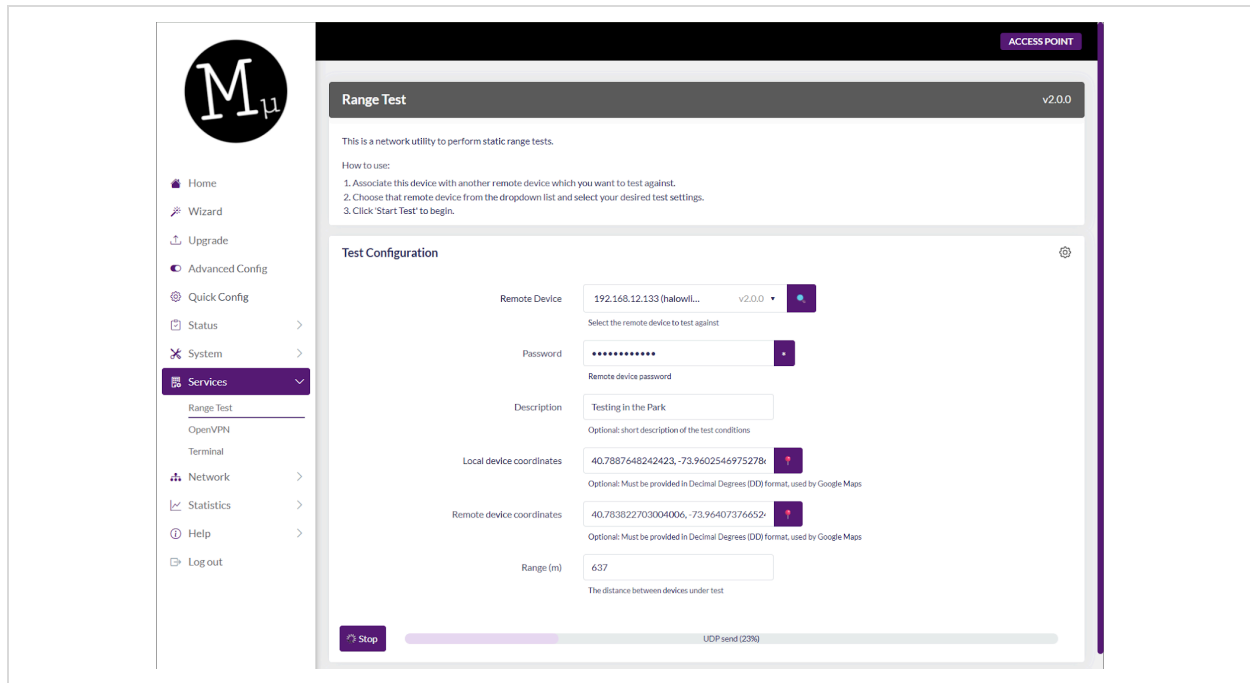 Mμ
ACCESS POINT
Range Test
v2.0.0
This is a network utility to perform static range tests.
How to use:
1. Associate this device with another remote device which you want to test against.
2. Choose that remote device from the dropdown list and select your desired test settings.
3. Click 'Start Test' to begin.
Home
Wizard
Upgrade
Advanced Config
Quick Config
Status
System
Services
Range Test
OpenVPN
Terminal
Network
Statistics
Help
Log out
Test Configuration
Remote Device
192.168.12.133 (halowli... v2.0.0
Select the remote device to test against
Password
••••••••••••
Remote device password
Description
Testing in the Park
Optional: short description of the test conditions
Local device coordinates
40.7887648242423, -73.9602546975278
Optional: Must be provided in Decimal Degrees (DD) format, used by Google Maps
Remote device coordinates
40.783822703004006, -73.96407376652
Optional: Must be provided in Decimal Degrees (DD) format, used by Google Maps
Range (m)
637
The distance between devices under test
Stop
UDP send (23%)